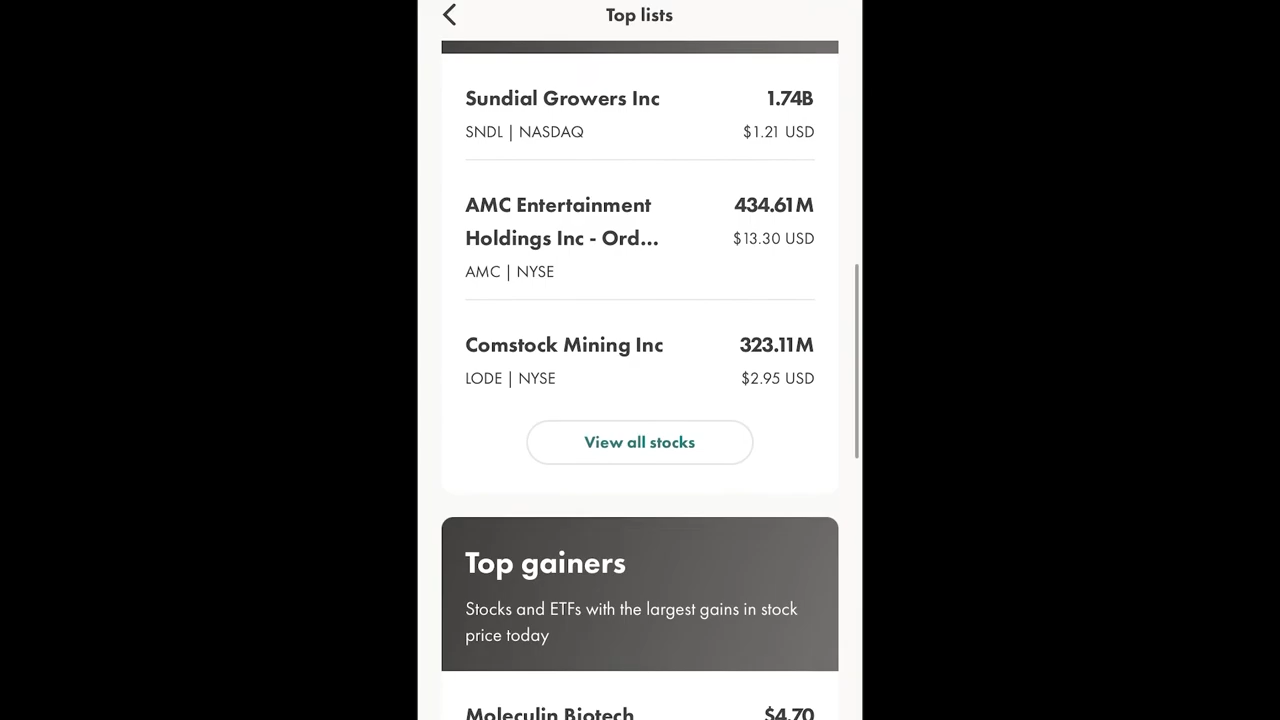 Top lists
Sundial Growers Inc 1.74B
SNDL | NASDAQ $1.21 USD
AMC Entertainment 434.61M
Holdings Inc - Ord... $13.30 USD
AMC | NYSE
Comstock Mining Inc 323.11M
LODE | NYSE $2.95 USD
View all stocks
Top gainers
Stocks and ETFs with the largest gains in stock
price today
Moleculin Biotech $4.70